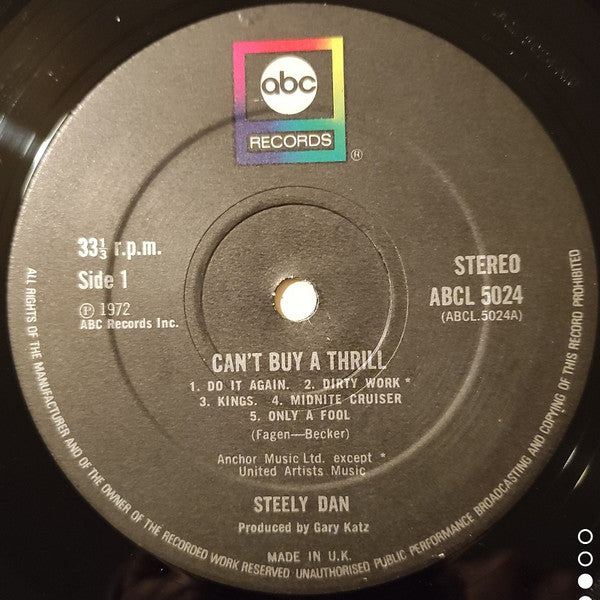 abc
RECORDS
®
33⅓ r.p.m.
Side 1
℗ 1972
ABC Records Inc.
STEREO
ABCL 5024
(ABCL.5024A)
CAN'T BUY A THRILL
1. DO IT AGAIN. 2. DIRTY WORK *
3. KINGS. 4. MIDNITE CRUISER
5. ONLY A FOOL
(Fagen—Becker)
Anchor Music Ltd. except *
United Artists Music
STEELY DAN
Produced by Gary Katz
MADE IN U.K.
ALL RIGHTS OF THE MANUFACTURER AND OF THE OWNER OF THE RECORDED WORK RESERVED UNAUTHORISED PUBLIC PERFORMANCE BROADCASTING AND COPYING OF THIS RECORD PROHIBITED